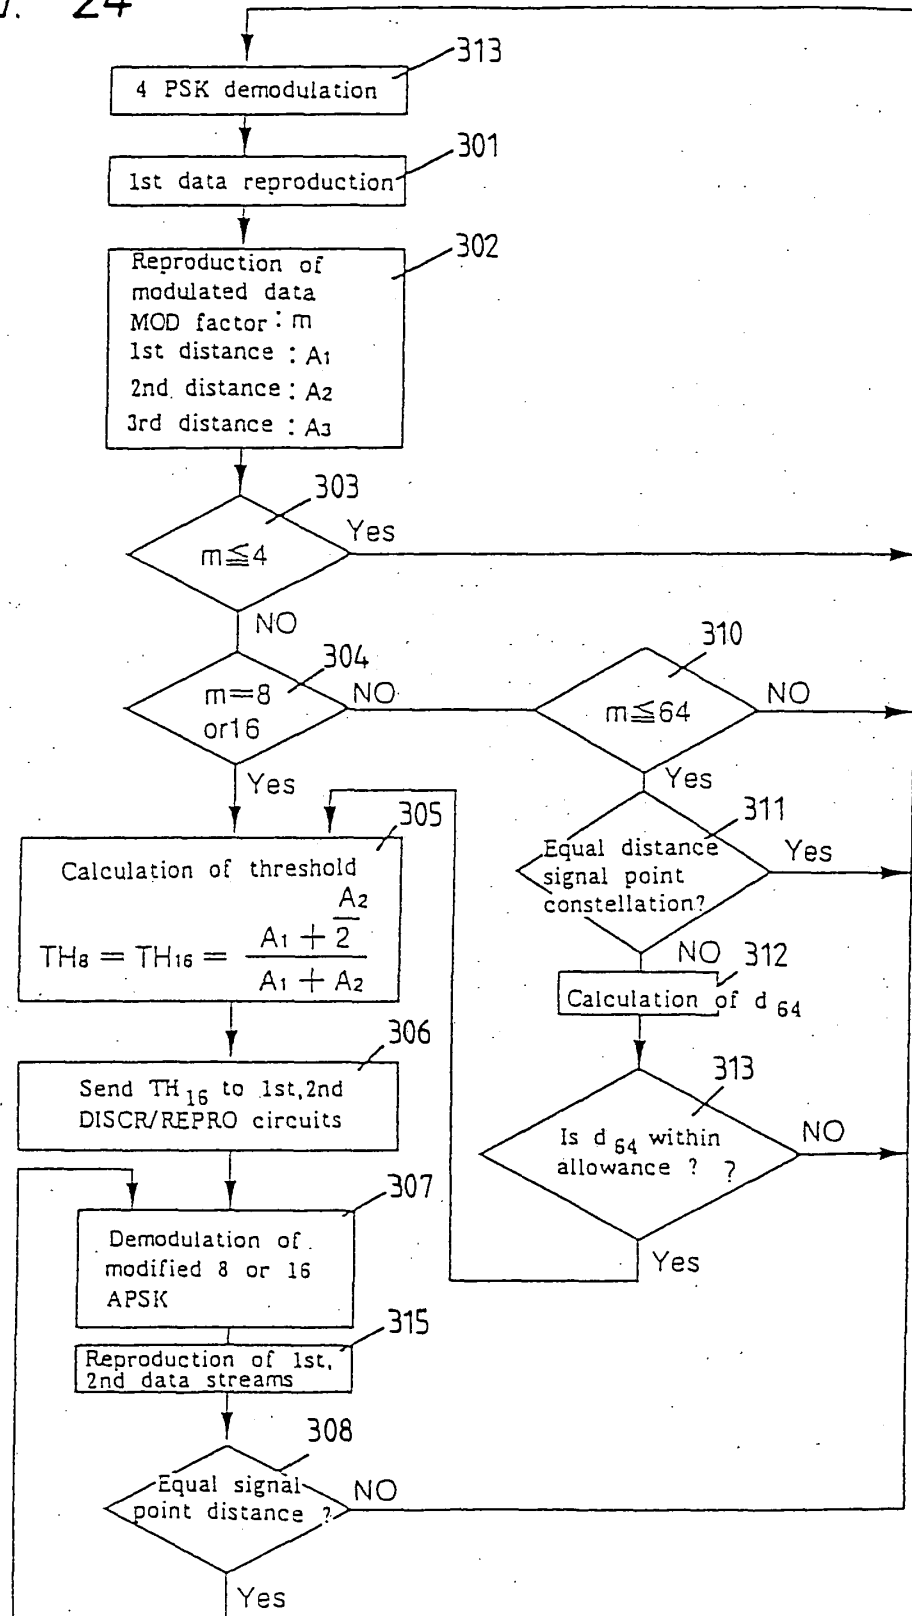 24
313
4 PSK demodulation
301
1st data reproduction
302
Reproduction of
modulated data
MOD factor : m
1st distance : A1
2nd distance : A2
3rd distance : A3
303
m≦4
Yes
NO
304
m=8
or16
NO
Yes
310
m≦64
NO
Yes
311
Equal distance
signal point
constellation?
Yes
NO
312
Calculation of d 64
313
Is d 64 within
allowance ? ?
NO
Yes
305
Calculation of threshold
TH8 = TH16 = (A1 + A2/2) / (A1 + A2)
306
Send TH16 to 1st,2nd
DISCR/REPRO circuits
307
Demodulation of
modified 8 or 16
APSK
315
Reproduction of 1st,
2nd data streams
308
Equal signal
point distance ?
NO
Yes